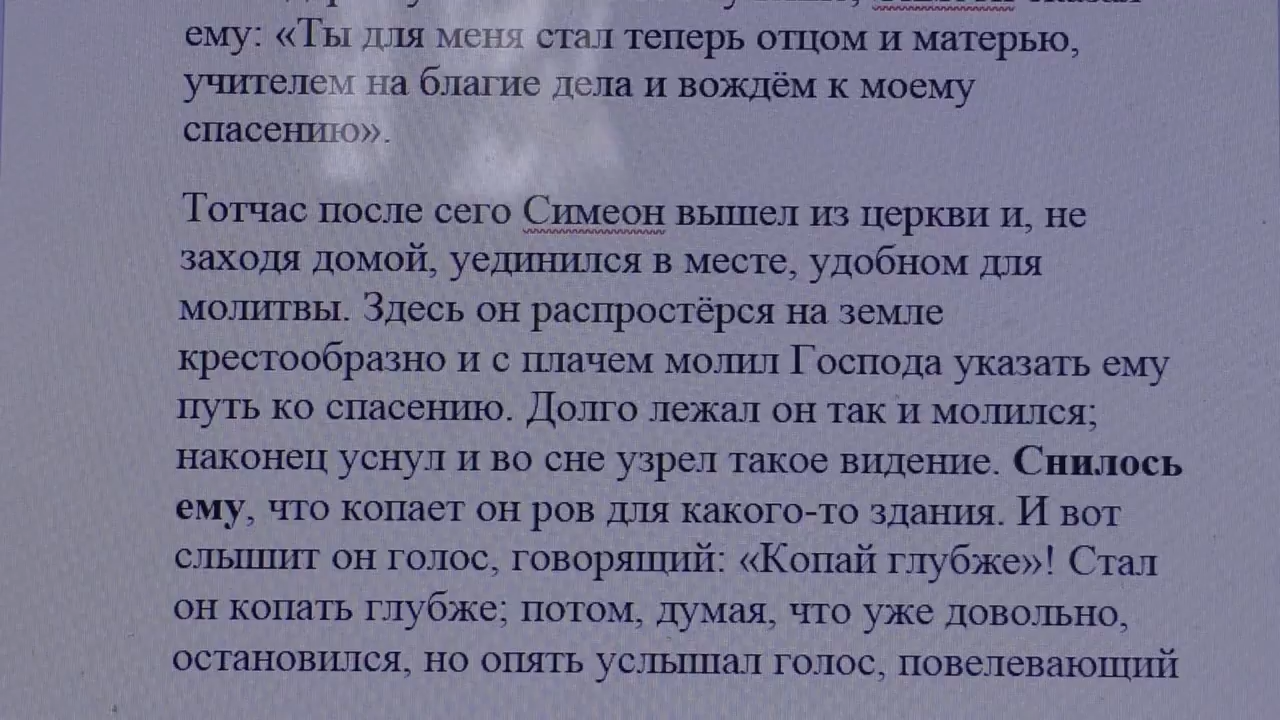 ему: «Ты для меня стал теперь отцом и матерью,
учителем на благие дела и вождём к моему
спасению».
Тотчас после сего Симеон вышел из церкви и, не
заходя домой, уединился в месте, удобном для
молитвы. Здесь он распростёрся на земле
крестообразно и с плачем молил Господа указать ему
путь ко спасению. Долго лежал он так и молился;
наконец уснул и во сне узрел такое видение. Снилось
ему, что копает он ров для какого-то здания. И вот
слышит он голос, говорящий: «Копай глубже»! Стал
он копать глубже; потом, думая, что уже довольно,
остановился, но опять услышал голос, повелевающий